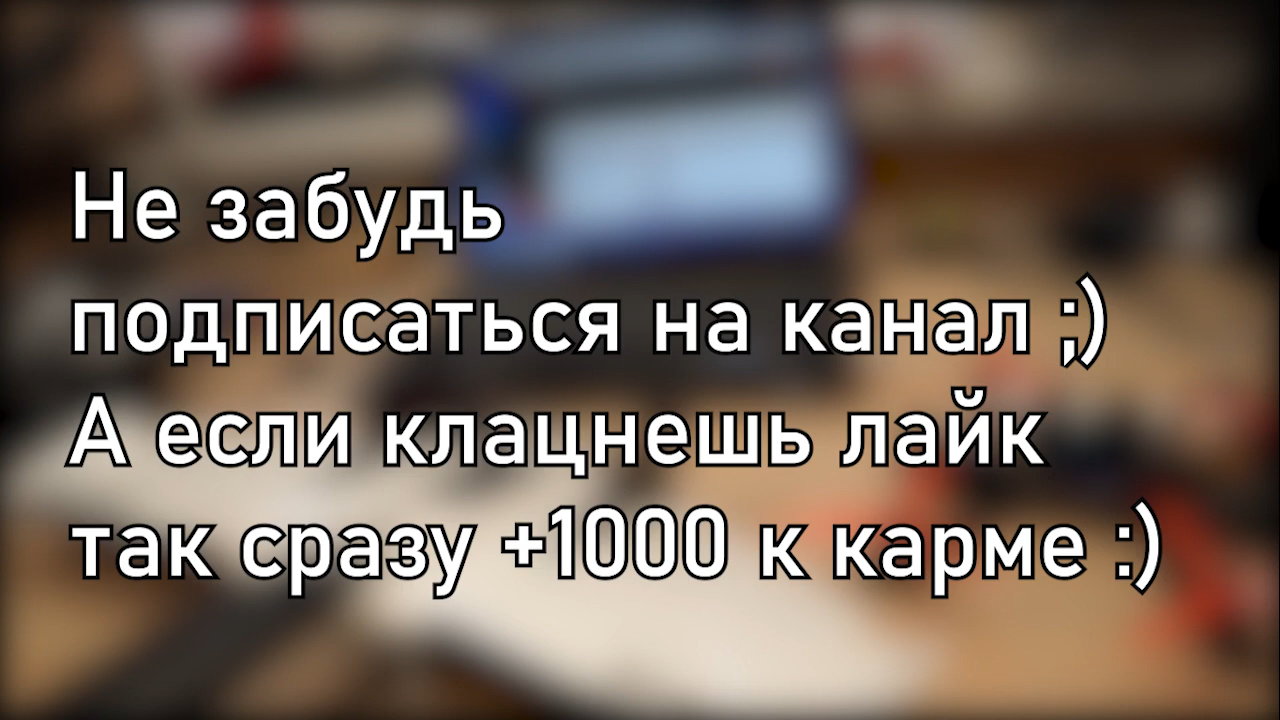 Не забудь
подписаться на канал ;)
А если клацнешь лайк
так сразу +1000 к карме :)